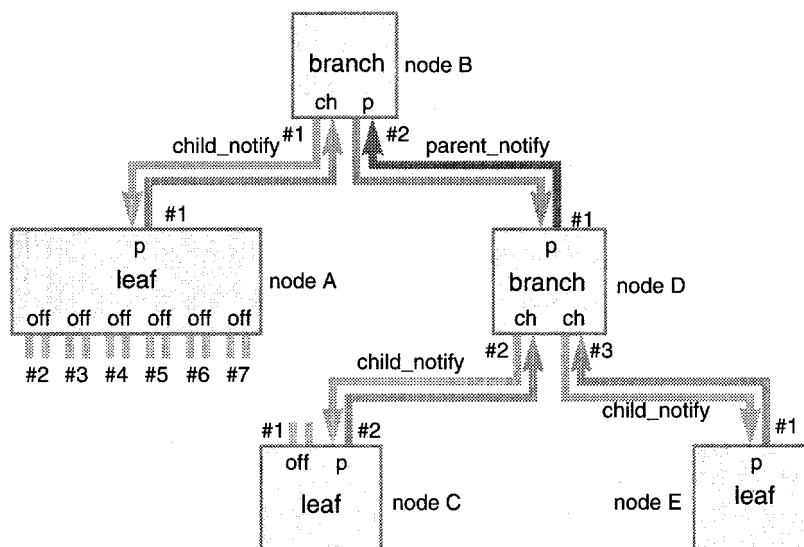 branch node B
ch p
#1 #2
child_notify parent_notify
#1 #1
p p
leaf node A branch node D
off off off off off off ch ch
#2 #3 #4 #5 #6 #7 #2 #3
child_notify
child_notify
#1 #2 #1
off p p
leaf node C node E leaf